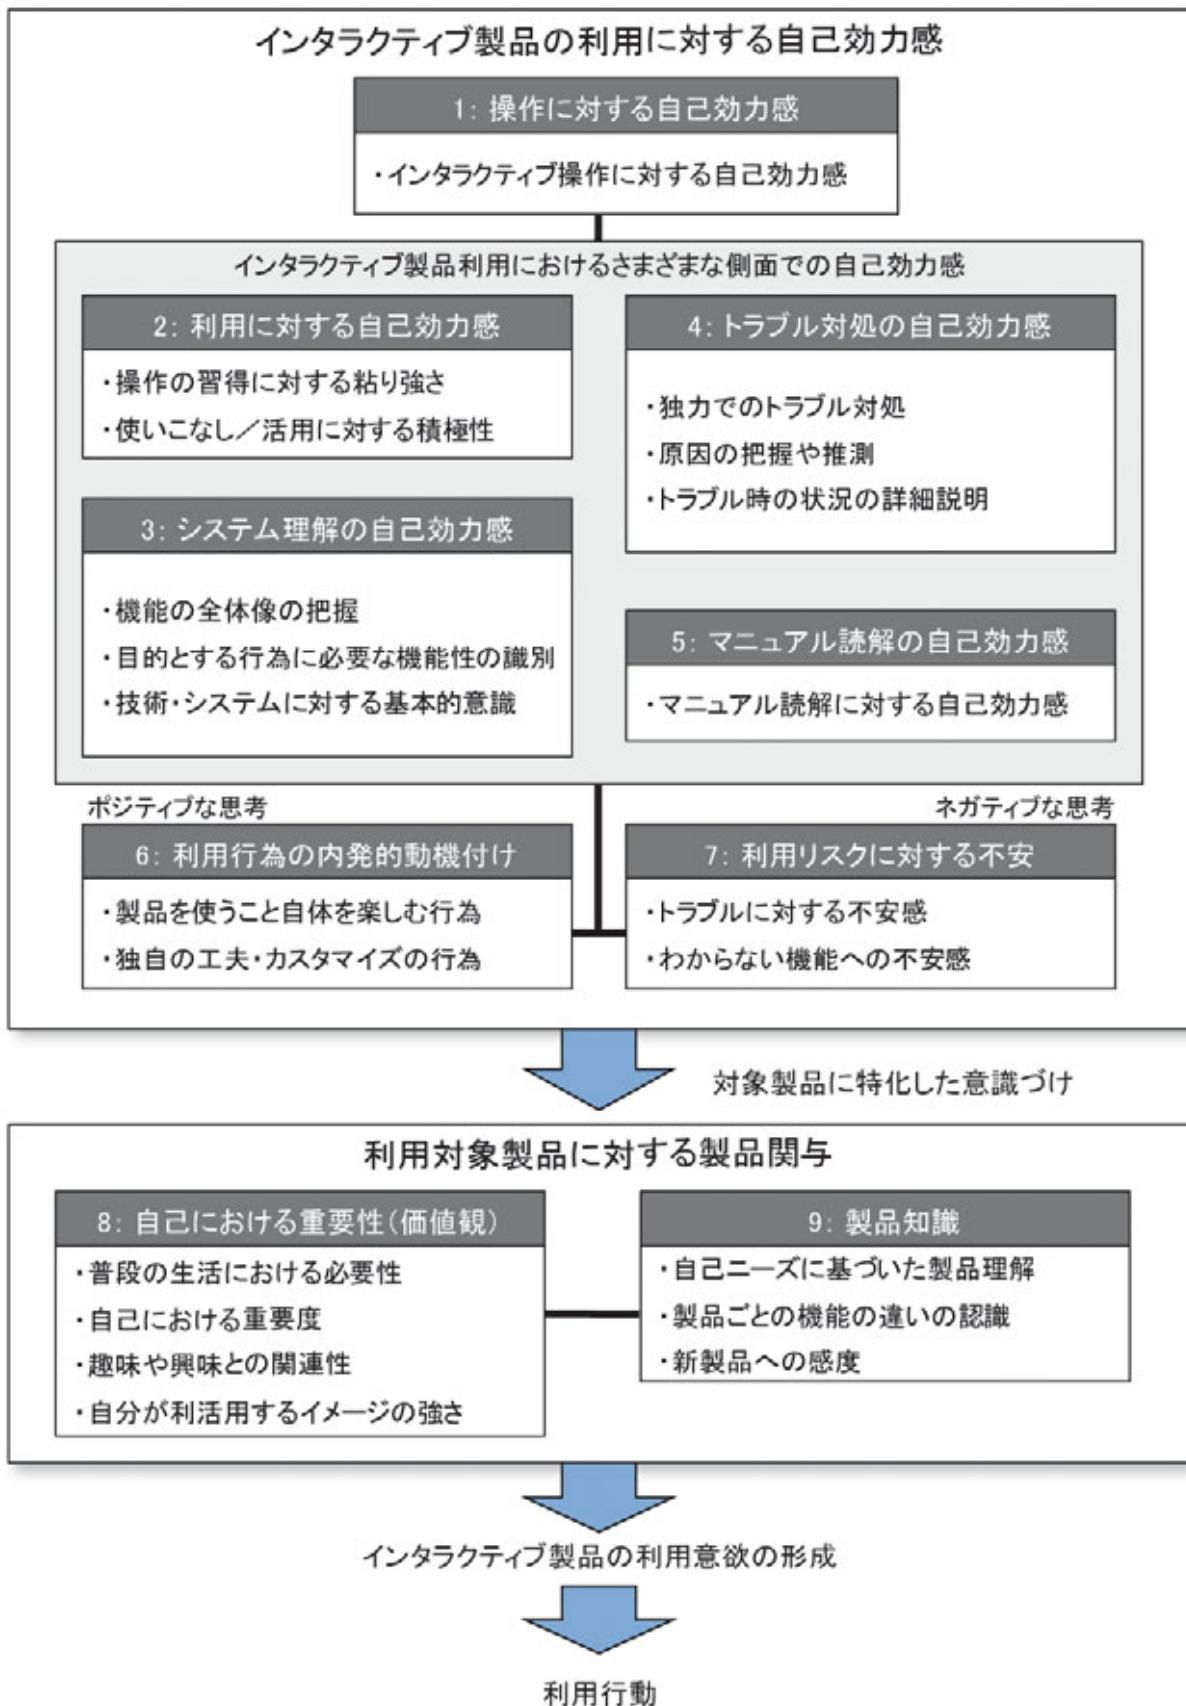 インタラクティブ製品の利用に対する自己効力感
1: 操作に対する自己効力感
・インタラクティブ操作に対する自己効力感
インタラクティブ製品利用におけるさまざまな側面での自己効力感
2: 利用に対する自己効力感
・操作の習得に対する粘り強さ
・使いこなし／活用に対する積極性
3: システム理解の自己効力感
・機能の全体像の把握
・目的とする行為に必要な機能性の識別
・技術・システムに対する基本的意識
4: トラブル対処の自己効力感
・独力でのトラブル対処
・原因の把握や推測
・トラブル時の状況の詳細説明
5: マニュアル読解の自己効力感
・マニュアル読解に対する自己効力感
ポジティブな思考
6: 利用行為の内発的動機付け
・製品を使うこと自体を楽しむ行為
・独自の工夫・カスタマイズの行為
ネガティブな思考
7: 利用リスクに対する不安
・トラブルに対する不安感
・わからない機能への不安感
対象製品に特化した意識づけ
利用対象製品に対する製品関与
8: 自己における重要性（価値観）
・普段の生活における必要性
・自己における重要度
・趣味や興味との関連性
・自分が利活用するイメージの強さ
9: 製品知識
・自己ニーズに基づいた製品理解
・製品ごとの機能の違いの認識
・新製品への感度
インタラクティブ製品の利用意欲の形成
利用行動